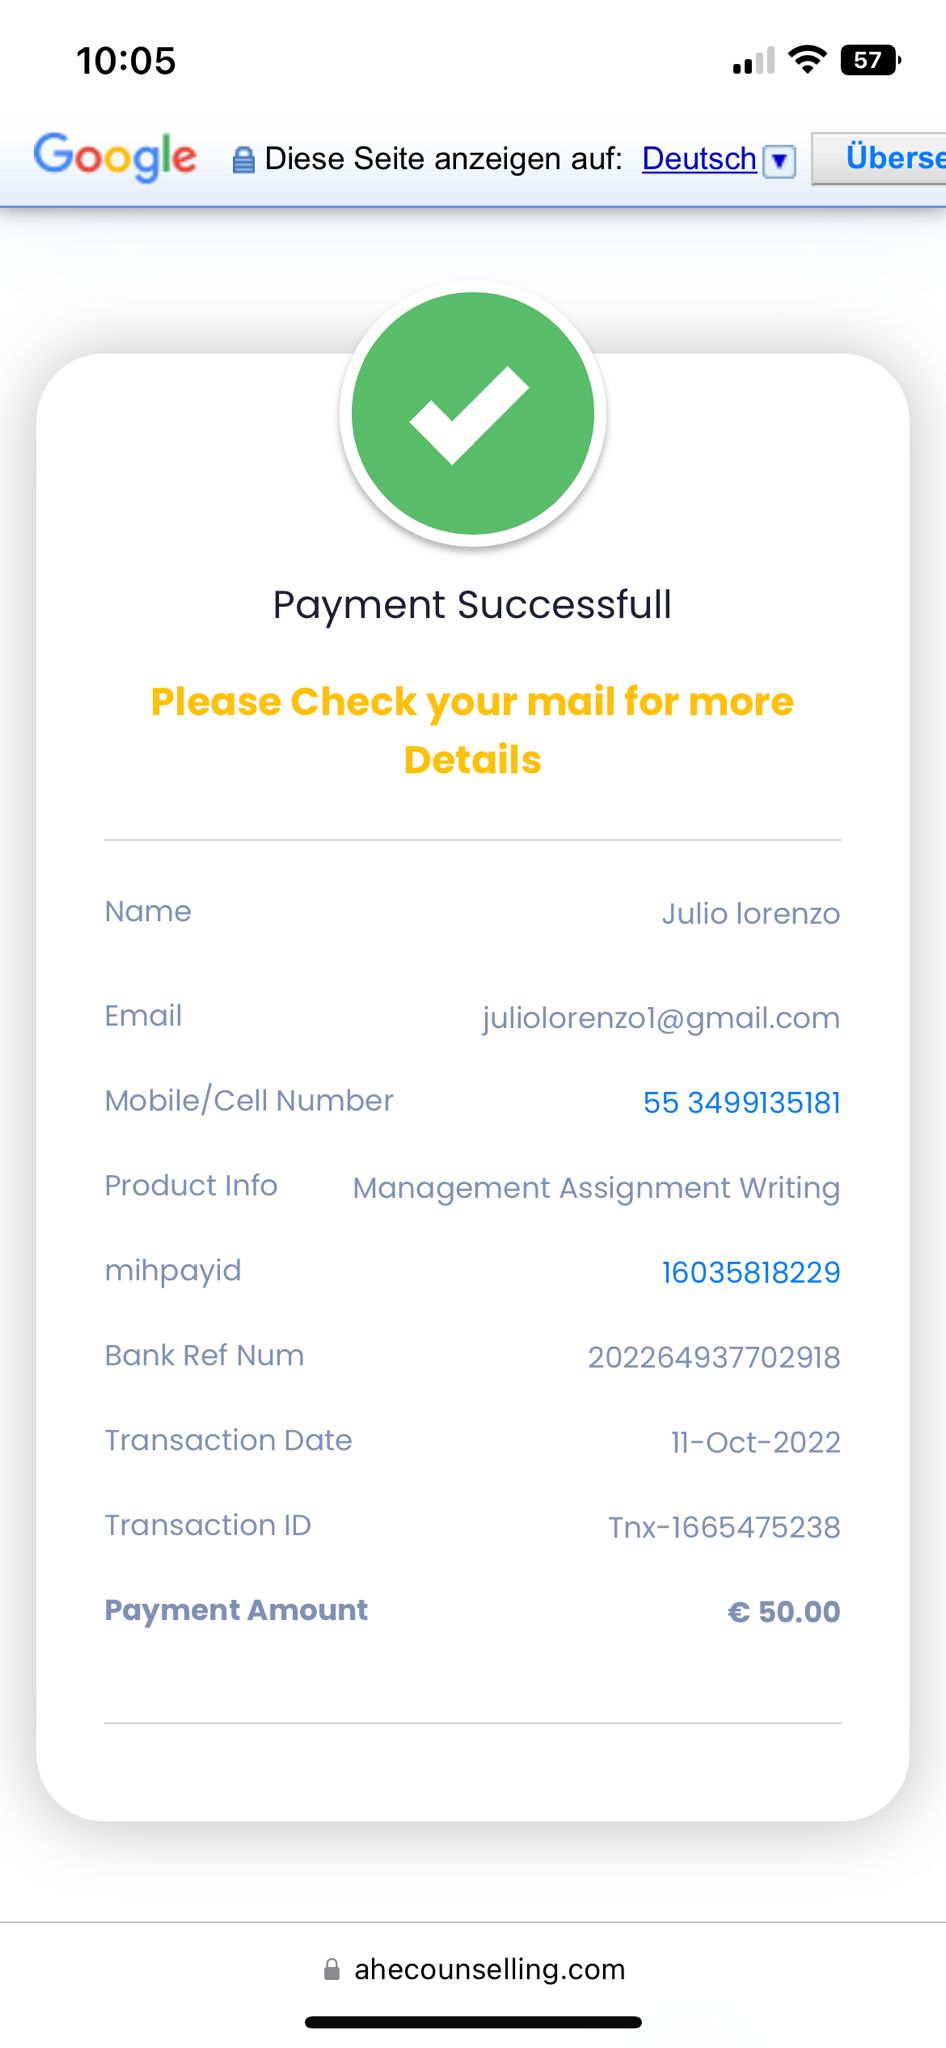 10:05
57
Google Diese Seite anzeigen auf: Deutsch Überse
Payment Successfull
Please Check your mail for more
Details
Name Julio lorenzo
Email juliolorenzo1@gmail.com
Mobile/Cell Number 55 3499135181
Product Info Management Assignment Writing
mihpayid 16035818229
Bank Ref Num 202264937702918
Transaction Date 11-Oct-2022
Transaction ID Tnx-1665475238
Payment Amount € 50.00
ahecounselling.com